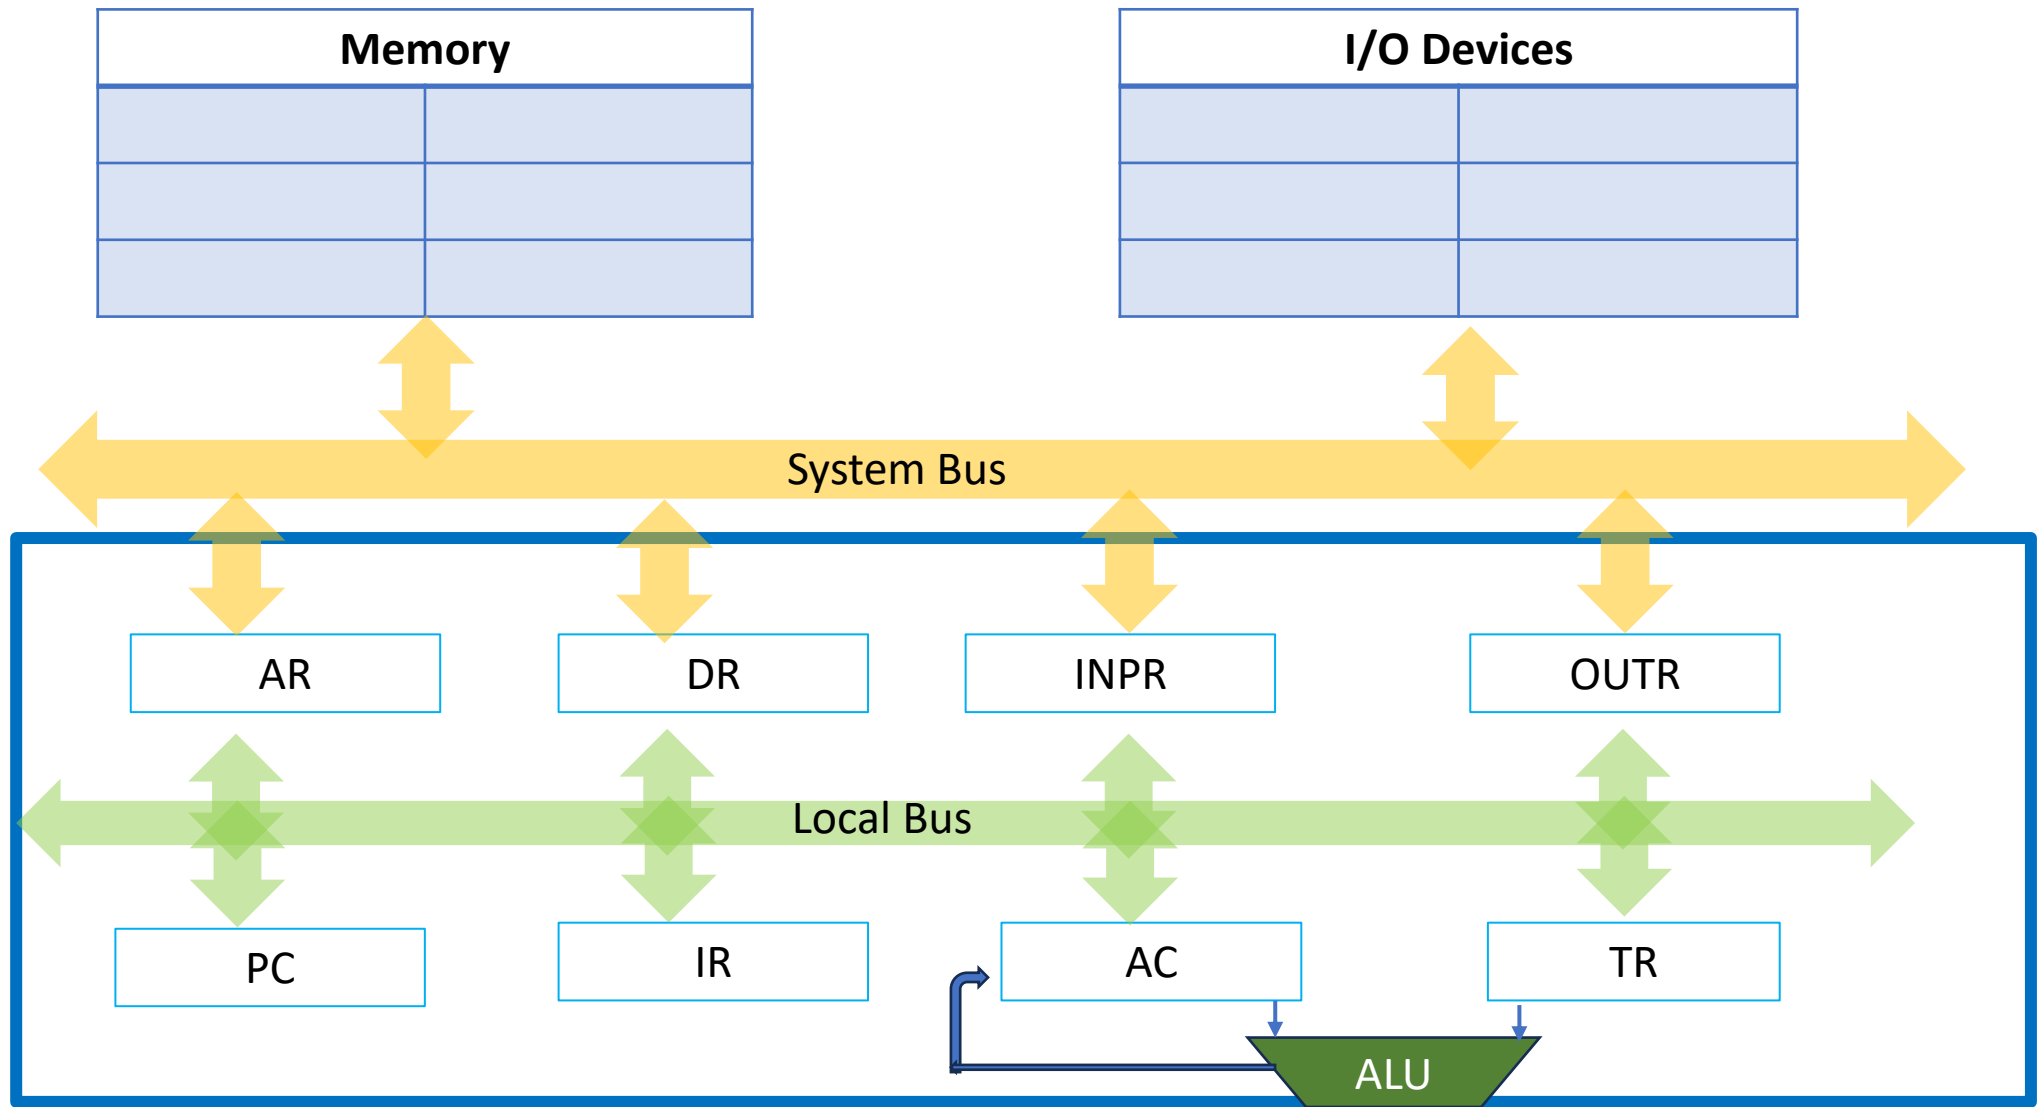 Memory
I/O Devices
System Bus
AR
DR
INPR
OUTR
Local Bus
PC
IR
AC
TR
ALU